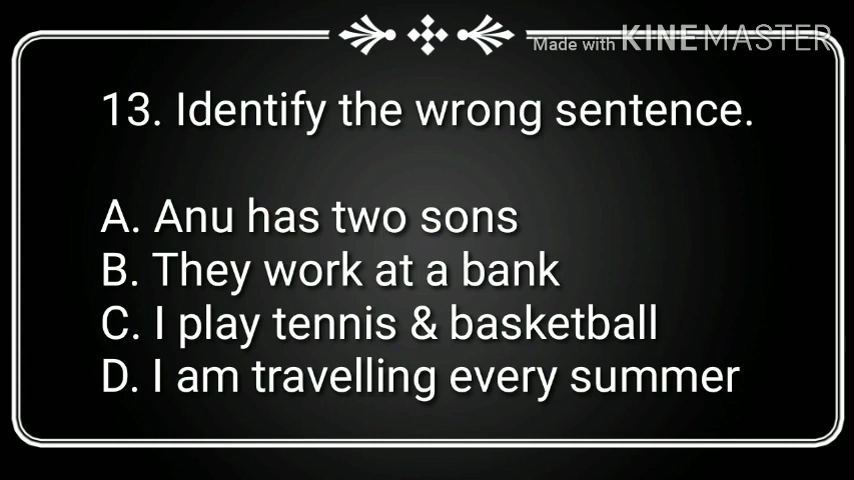 Made with KINEMASTER
13. Identify the wrong sentence.
A. Anu has two sons
B. They work at a bank
C. I play tennis & basketball
D. I am travelling every summer